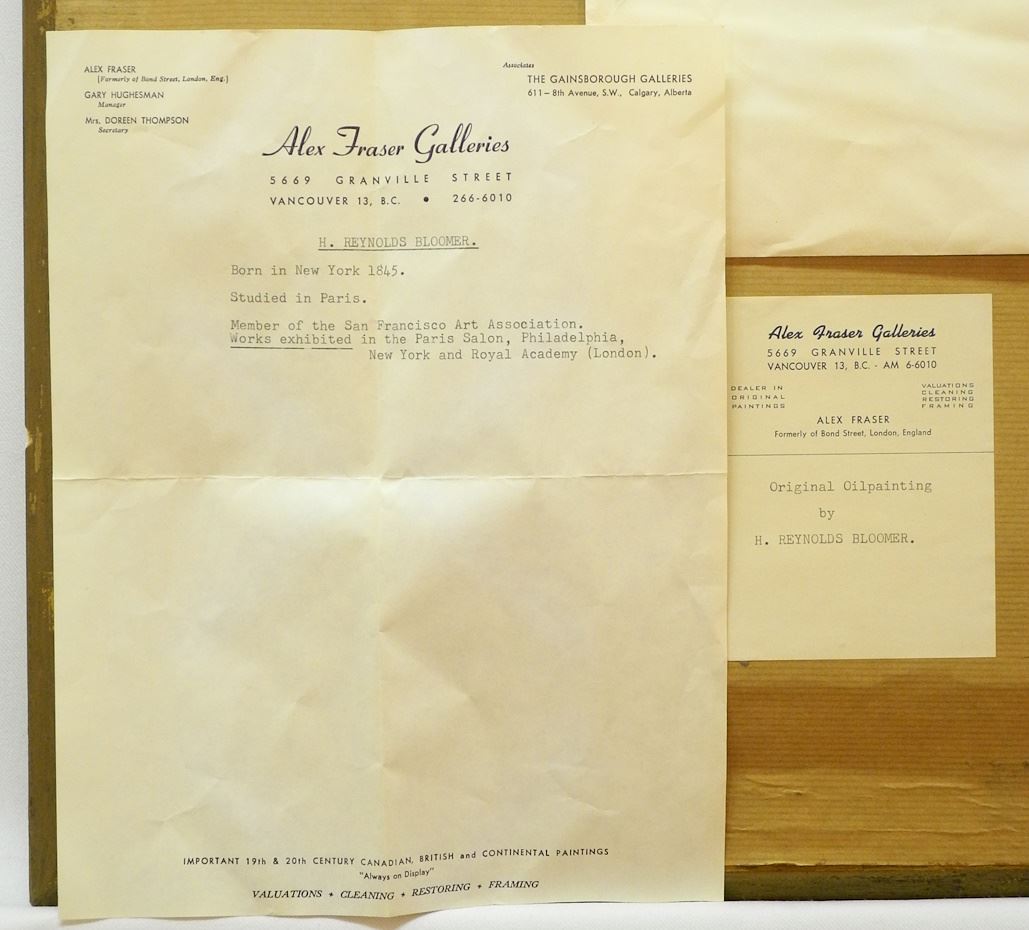 ALEX FRASER
[Formerly of Bond Street, London, Eng.]
GARY HUGHESMAN
Manager
Mrs. DOREEN THOMPSON
Secretary
Associates
THE GAINSBOROUGH GALLERIES
611 – 8th Avenue, S.W., Calgary, Alberta
Alex Fraser Galleries
5669 GRANVILLE STREET
VANCOUVER 13, B.C. • 266-6010
H. REYNOLDS BLOOMER.
Born in New York 1845.
Studied in Paris.
Member of the San Francisco Art Association.
Works exhibited in the Paris Salon, Philadelphia,
New York and Royal Academy (London).
IMPORTANT 19th & 20th CENTURY CANADIAN, BRITISH and CONTINENTAL PAINTINGS
"Always on Display"
VALUATIONS + CLEANING + RESTORING + FRAMING
Alex Fraser Galleries
5669 GRANVILLE STREET
VANCOUVER 13, B.C. - AM 6-6010
DEALER IN
ORIGINAL
PAINTINGS
VALUATIONS
CLEANING
RESTORING
FRAMING
ALEX FRASER
Formerly of Bond Street, London, England
Original Oilpainting
by
H. REYNOLDS BLOOMER.